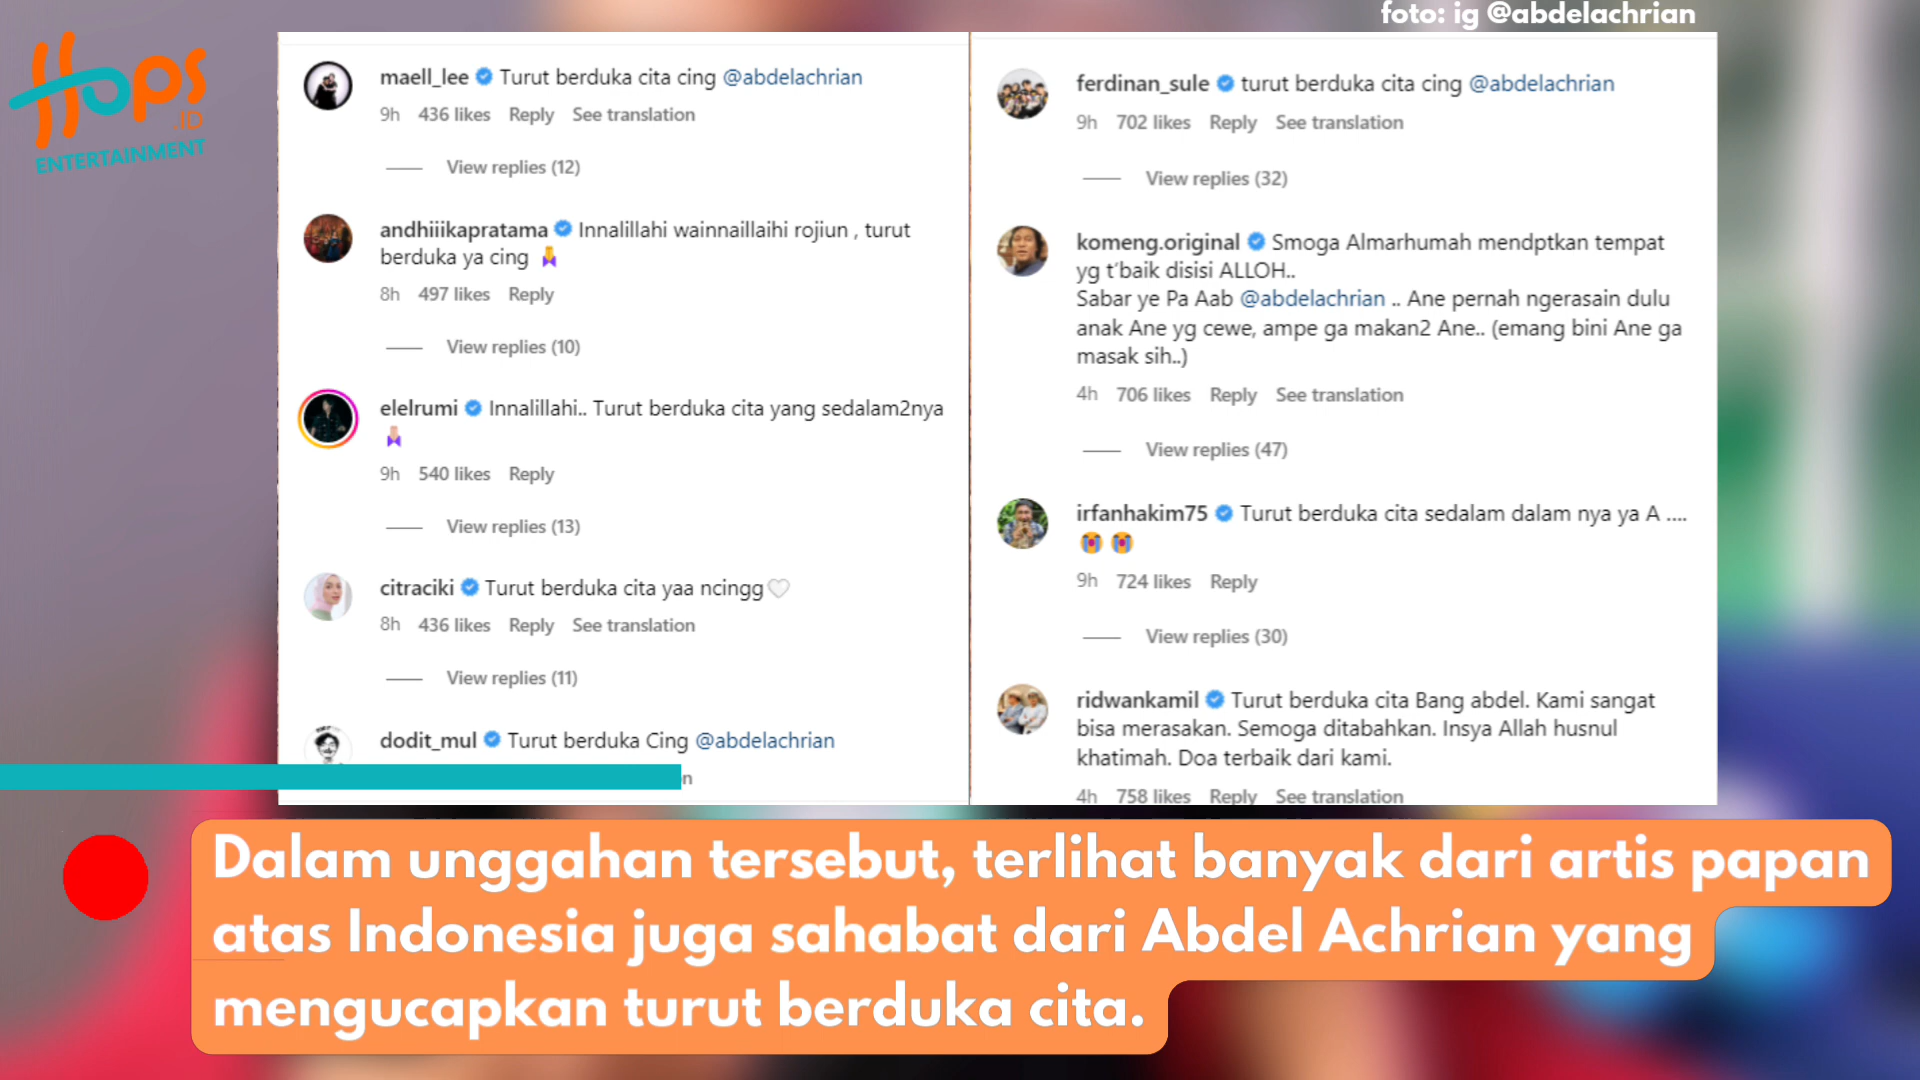 foto: ig @abdelachrian
Hops
.ID
ENTERTAINMENT
maell_lee Turut berduka cita cing @abdelachrian
9h 436 likes Reply See translation
View replies (12)
andhiiikapratama Innalillahi wainnaillaihi rojiun , turut
berduka ya cing
8h 497 likes Reply
View replies (10)
elelrumi Innalillahi.. Turut berduka cita yang sedalam2nya
9h 540 likes Reply
View replies (13)
citraciki Turut berduka cita yaa ncingg
8h 436 likes Reply See translation
View replies (11)
dodit_mul Turut berduka Cing @abdelachrian
ferdinan_sule turut berduka cita cing @abdelachrian
9h 702 likes Reply See translation
View replies (32)
komeng.original Smoga Almarhumah mendptkan tempat
yg t'baik disisi ALLOH..
Sabar ye Pa Aab @abdelachrian .. Ane pernah ngerasain dulu
anak Ane yg cewe, ampe ga makan2 Ane.. (emang bini Ane ga
masak sih..)
4h 706 likes Reply See translation
View replies (47)
irfanhakim75 Turut berduka cita sedalam dalam nya ya A ....
9h 724 likes Reply
View replies (30)
ridwankamil Turut berduka cita Bang abdel. Kami sangat
bisa merasakan. Semoga ditabahkan. Insya Allah husnul
khatimah. Doa terbaik dari kami.
4h 758 likes Reply See translation
Dalam unggahan tersebut, terlihat banyak dari artis papan
atas Indonesia juga sahabat dari Abdel Achrian yang
mengucapkan turut berduka cita.